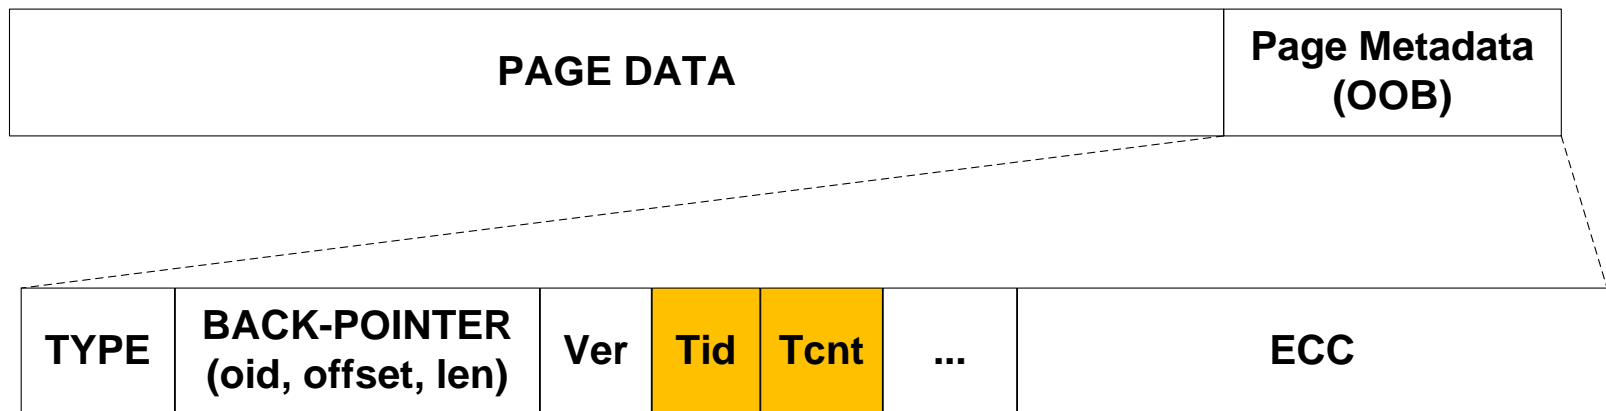 PAGE DATA
Page Metadata
(OOB)
TYPE
BACK-POINTER
(oid, offset, len)
Ver
Tid
Tcnt
...
ECC